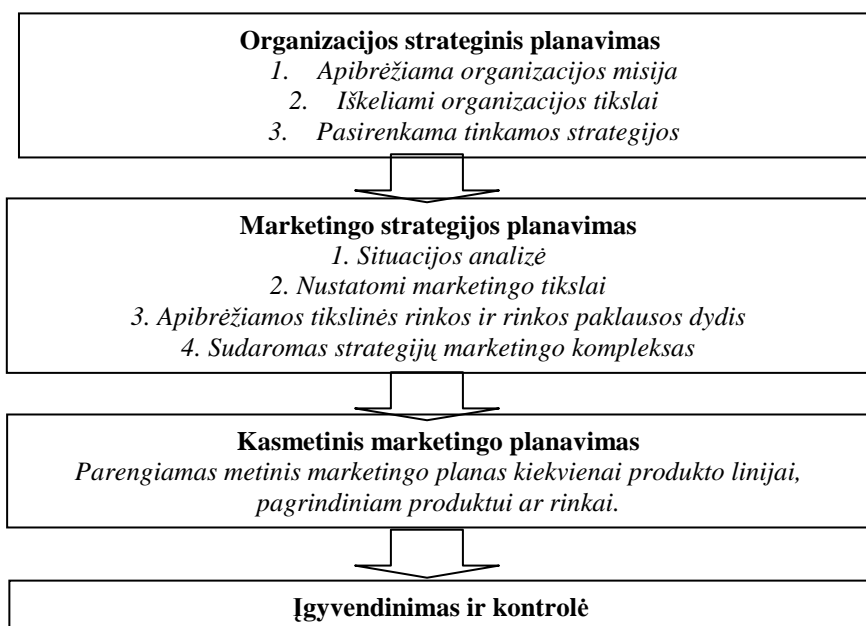 Organizacijos strateginis planavimas
1. Apibrėžiama organizacijos misija
2. Iškeliami organizacijos tikslai
3. Pasirenkama tinkamos strategijos
Marketingo strategijos planavimas
1. Situacijos analizė
2. Nustatomi marketingo tikslai
3. Apibrėžiamos tikslinės rinkos ir rinkos paklausos dydis
4. Sudaromas strategijų marketingo kompleksas
Kasmetinis marketingo planavimas
Parengiamas metinis marketingo planas kiekvienai produkto linijai,
pagrindiniam produktui ar rinkai.
Įgyvendinimas ir kontrolė